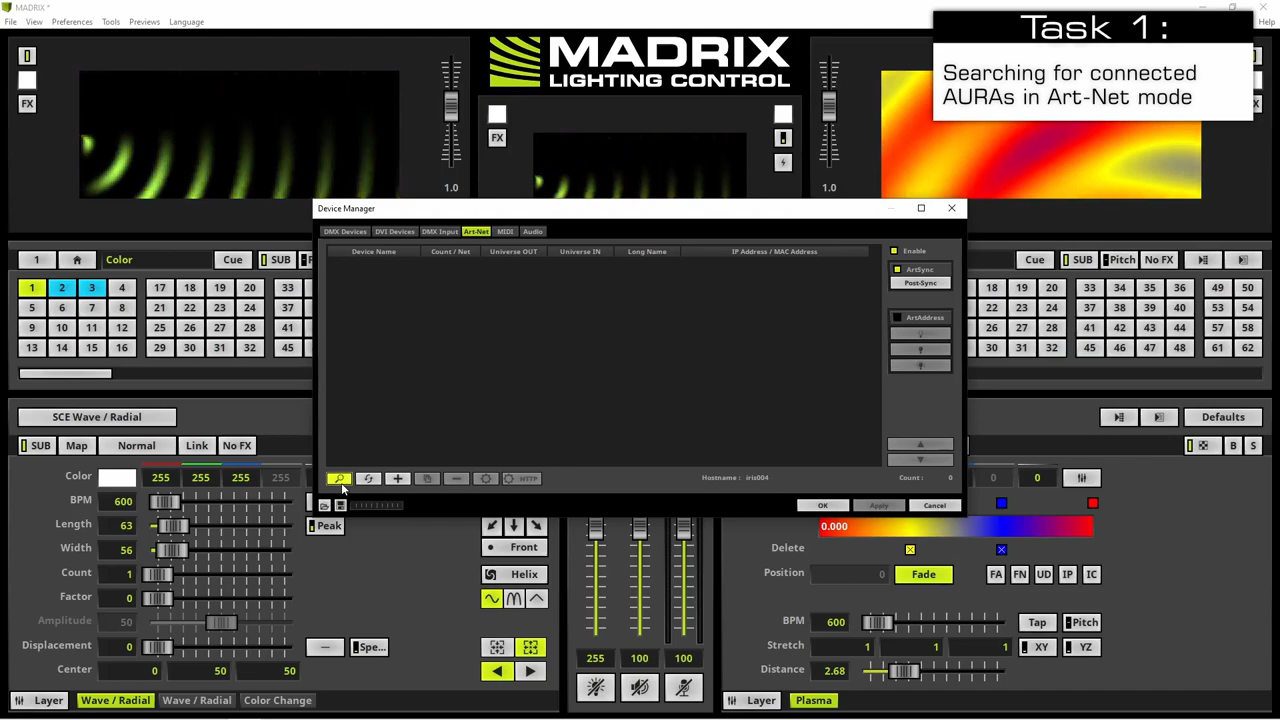 MADRIX *
File View Preferences Tools Previews Language Help
Task 1:
Searching for connected
AURAs in Art-Net mode
MADRIX
LIGHTING CONTROL
FX
1.0
FX
1.0
Device Manager
DMX Devices DVI Devices DMX Input Art-Net MIDI Audio
Device Name Count / Net Universe OUT Universe IN Long Name IP Address / MAC Address
Enable
ArtSync
Post-Sync
ArtAddress
HTTP
Hostname : irix004 Count : 0
OK Apply Cancel
1 Color Cue SUB
1 2 3 4 17 18 19 20 33
5 6 7 8 21 22 23 24 37
9 10 11 12 25 26 27 28 41
13 14 15 16 29 30 31 32 45
Cue SUB Pitch No FX
18 19 20 33 34 35 36 49 50
22 23 24 37 38 39 40 53 54
26 27 28 41 42 43 44 57 58
30 31 32 45 46 47 48 61 62
SCE Wave / Radial
SUB Map Normal Link No FX
Color 255 255 255 255
BPM 600
Length 63 Peak
Width 56 Front
Count 1 Helix
Factor 0
Amplitude 50
Displacement 0 Spe...
Center 0 50 50
Layer Wave / Radial Wave / Radial Color Change
255 100 100
Defaults
B S
0 0
0.000
Delete
Position 0 Fade FA FN UD IP IC
BPM 600 Tap Pitch
Stretch 1 1 1 XY YZ
Distance 2.68
Layer Plasma